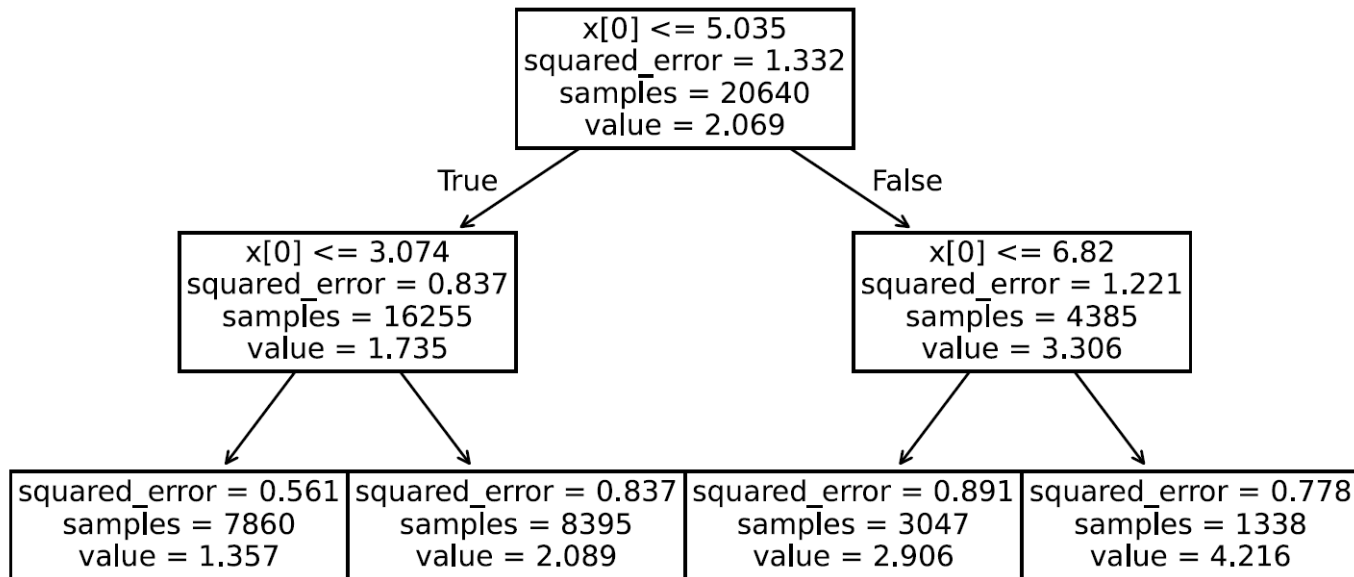 x[0] <= 5.035
squared_error = 1.332
samples = 20640
value = 2.069
True
False
x[0] <= 3.074
squared_error = 0.837
samples = 16255
value = 1.735
x[0] <= 6.82
squared_error = 1.221
samples = 4385
value = 3.306
squared_error = 0.561
samples = 7860
value = 1.357
squared_error = 0.837
samples = 8395
value = 2.089
squared_error = 0.891
samples = 3047
value = 2.906
squared_error = 0.778
samples = 1338
value = 4.216